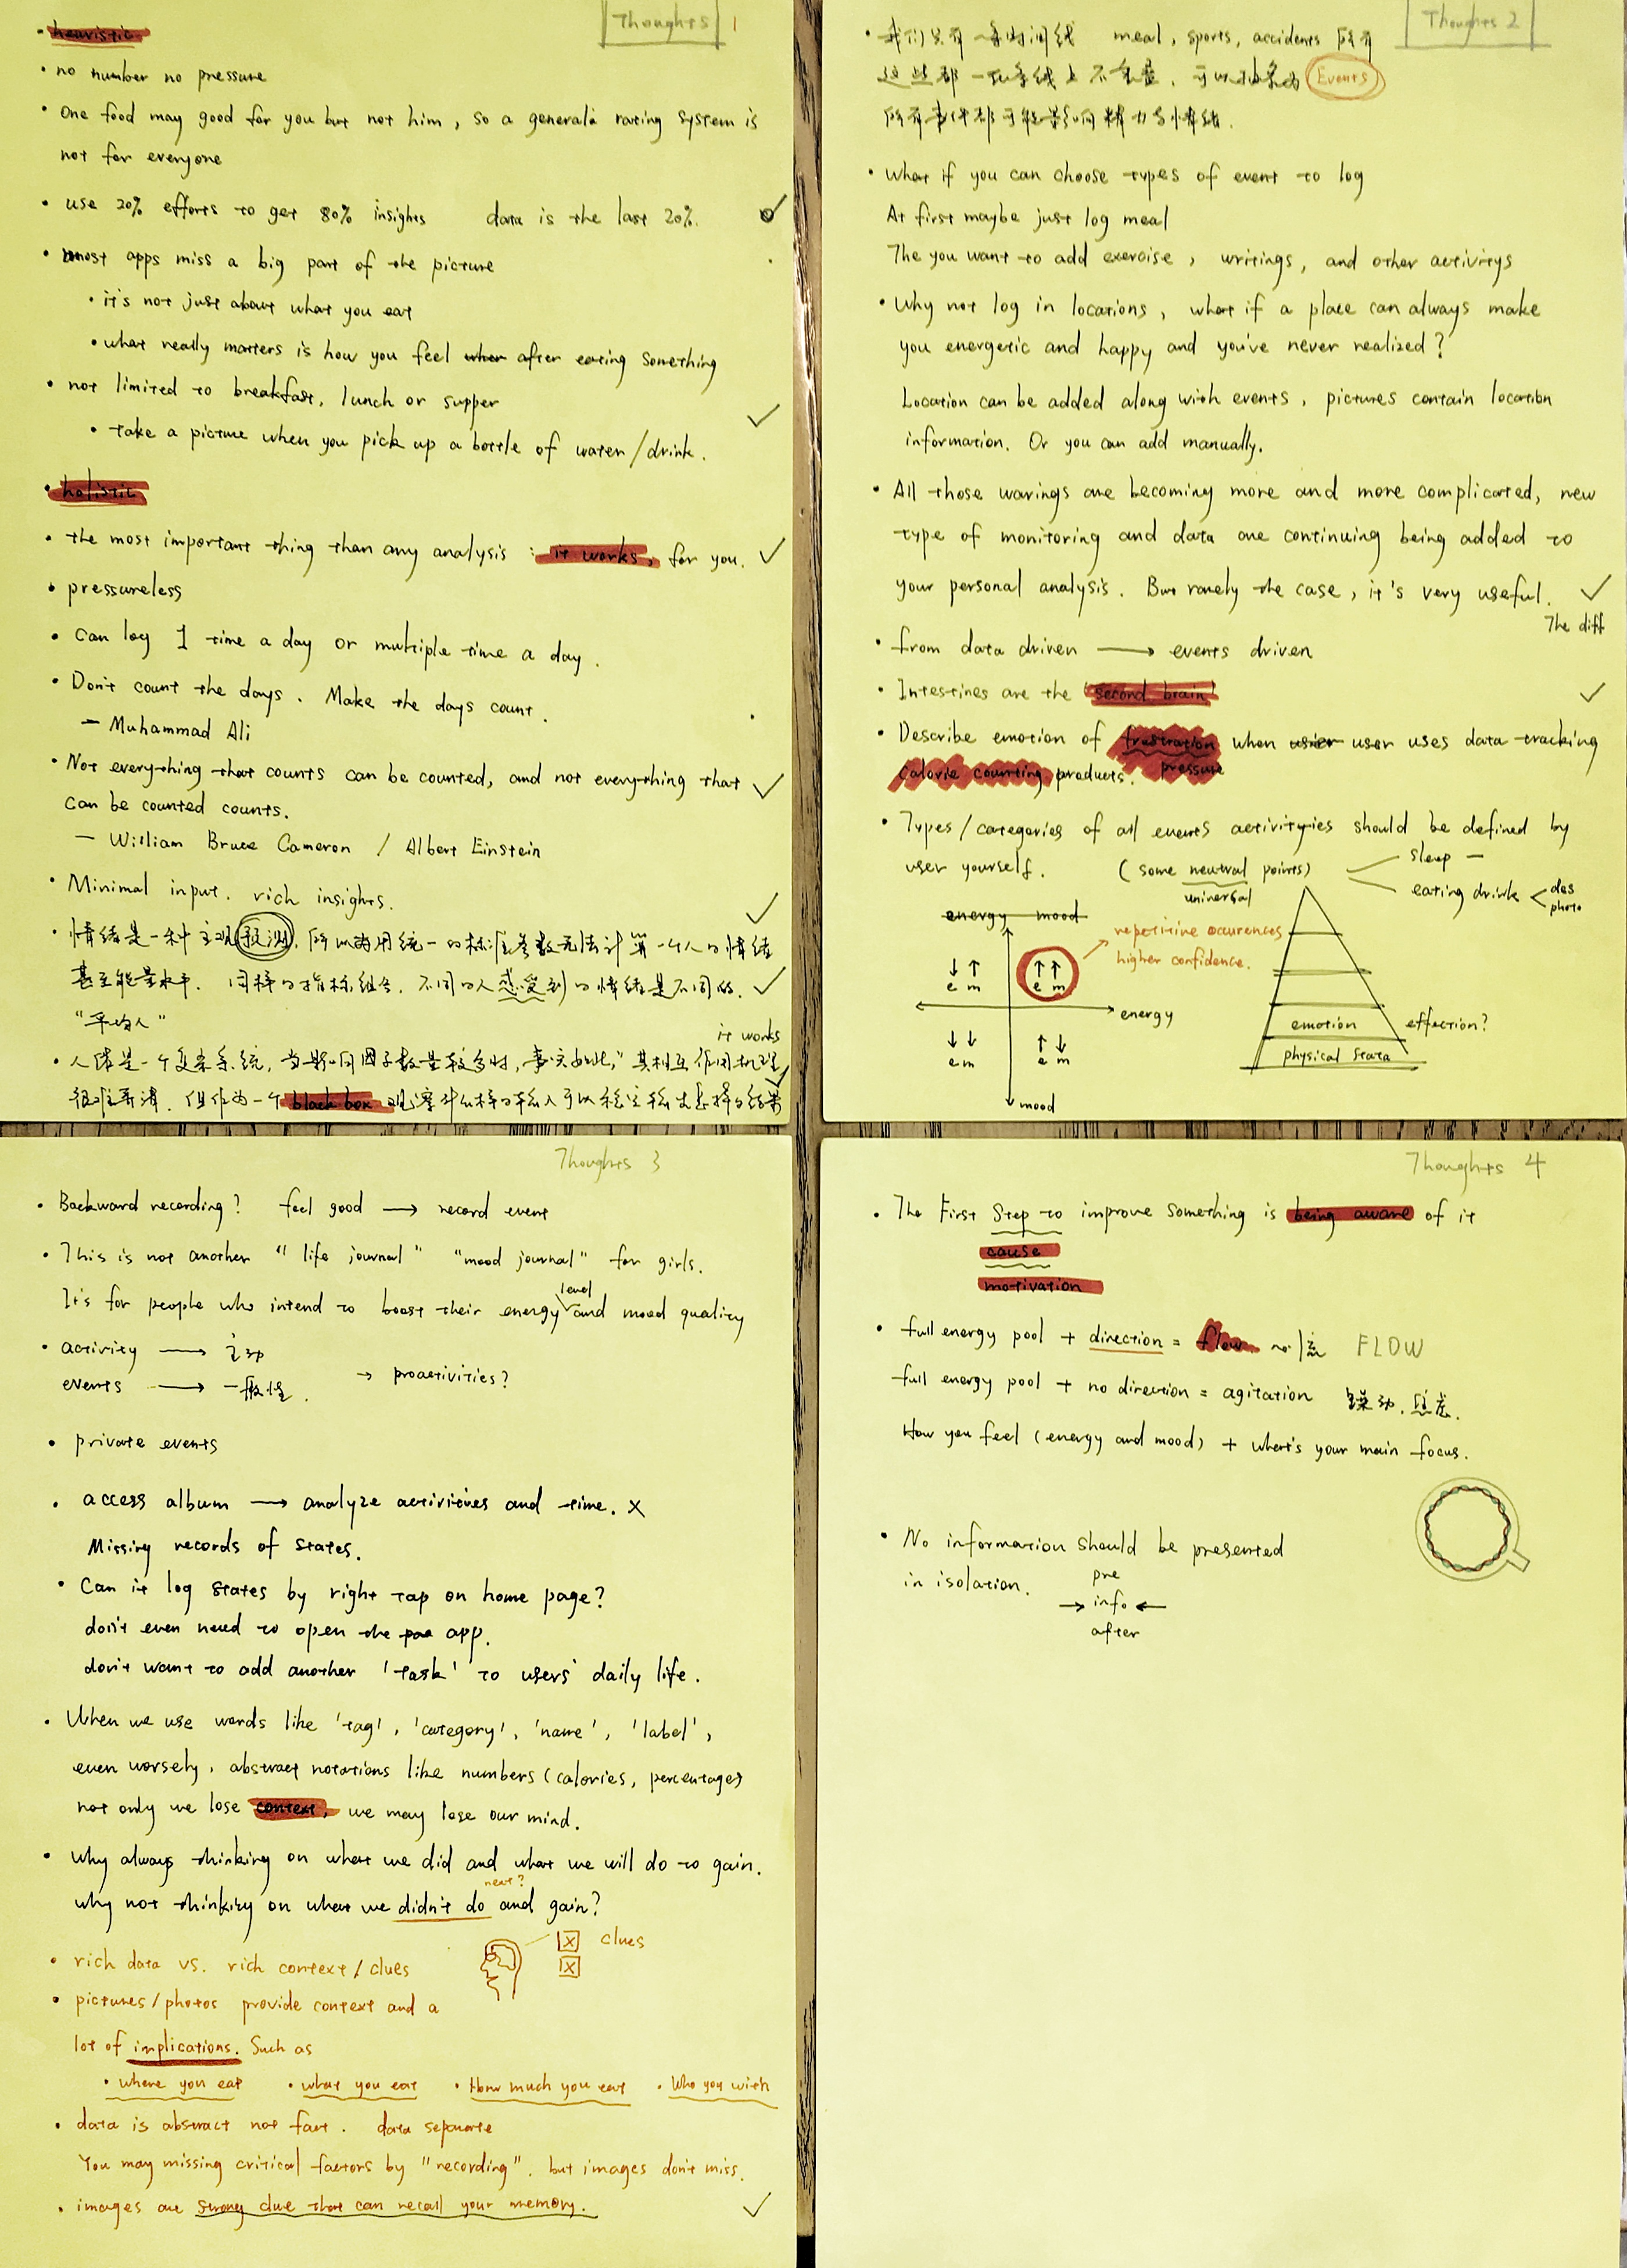 Thoughts 1
• heuristic
• no number no pressure
• One food may good for you but not him, so a general rating system is
not for everyone
• use 20% efforts to get 80% insights data is the last 20%.
• most apps miss a big part of the picture
• it's not just about what you eat
• what really matters is how you feel after eating something
• not limited to breakfast, lunch or supper
• Take a picture when you pick up a bottle of water/drink.
• holistic
• the most important thing than any analysis : it works, for you.
• pressureless
• Can log 1 time a day or multiple time a day.
• Don't count the days. Make the days count.
— Muhammad Ali
• Not everything that counts can be counted, and not everything that
can be counted counts.
— William Bruce Cameron / Albert Einstein
• Minimal input. rich insights.
• 情绪是一种主观预测, 所以用统一的标准参数无法计算一个人的情绪
甚至能量水平. 同样的指标组合, 不同的人感受到的情绪是不同的.
"平均人"
it works
• 人体是一个复杂系统, 当影响因子数量较多时, 事实如此, 其相互作用机理
很难弄清. 但作为一个 black box 观察什么样的输入可以稳定输出怎样的结果
Thoughts 2
• 我们只有一条时间线 meal, sports, accidents 所有
这些都一起在线上 可以抽象为 Events
所有事件都可能影响精力与情绪.
• What if you can choose types of event to log
At first maybe just log meal
The you want to add exercise, writings, and other activitys
• Why not log in locations, what if a place can always make
you energetic and happy and you've never realized?
Location can be added along with events, pictures contain location
information. Or you can add manually.
• All those warings are becoming more and more complicated, new
type of monitoring and data are continuing being added to
your personal analysis. But rarely the case, it's very useful.
The diff
• from data driven → events driven
• Intestines are the 'second brain'
• Describe emotion of frustration when user uses data tracking
calorie counting products. pressure
• Types/categories of all events activities should be defined by
user yourself. (some neutral points)
universal
sleep —
eating drink < des
photo
energy mood
repetitive ocurrences
higher confidence.
↓ ↑ ↑ ↑
e m e m
energy
↓ ↓ ↑ ↓
e m e m
mood
emotion effection?
physical stata
Thoughts 3
• Backward recording? feel good → record event
• This is not another "life journal" "mood journal" for girls.
level
It's for people who intend to boost their energy and mood quality
• activity → 主动
→ proactivities?
events → 一般性.
• private events
• access album → analyze activities and time. X
Missing records of states.
• Can it log states by right tap on home page?
don't even need to open the app.
don't want to add another 'task' to users' daily life.
• When we use words like 'tag', 'category', 'name', 'label',
even worsely, abstract notations like numbers (calories, percentage)
not only we lose context, we may lose our mind.
• Why always thinking on what we did and what we will do to gain.
next?
why not thinking on what we didn't do and gain?
• rich data vs. rich context/clues
X clues
X
• pictures/photos provide context and a
lot of implications. Such as
• where you eat • what you eat • How much you eat • Who you with
• data is abstract not fact. data separate
You may missing critical factors by "recording". but images don't miss.
• images are strong clue that can recall your memory.
Thoughts 4
• The First Step to improve something is being aware of it
cause
motivation
• full energy pool + direction = flow 心流 FLOW
full energy pool + no direction = agitation 躁动. 焦虑.
How you feel (energy and mood) + what's your main focus.
• No information should be presented
in isolation.
pre
→ info ←
after